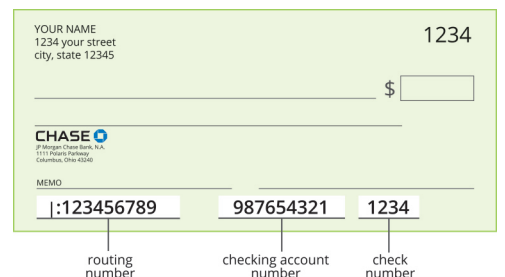 YOUR NAME
1234 your street
city, state 12345
1234
$
CHASE
JP Morgan Chase Bank, N.A.
1111 Polaris Parkway
Columbus, Ohio 43240
MEMO
|:123456789 987654321 1234
routing number
checking account number
check number